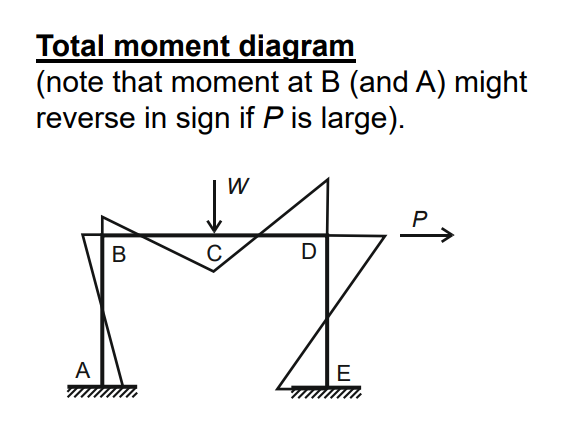 Total moment diagram
(note that moment at B (and A) might
reverse in sign if P is large).
W
P
B
C
D
A
E